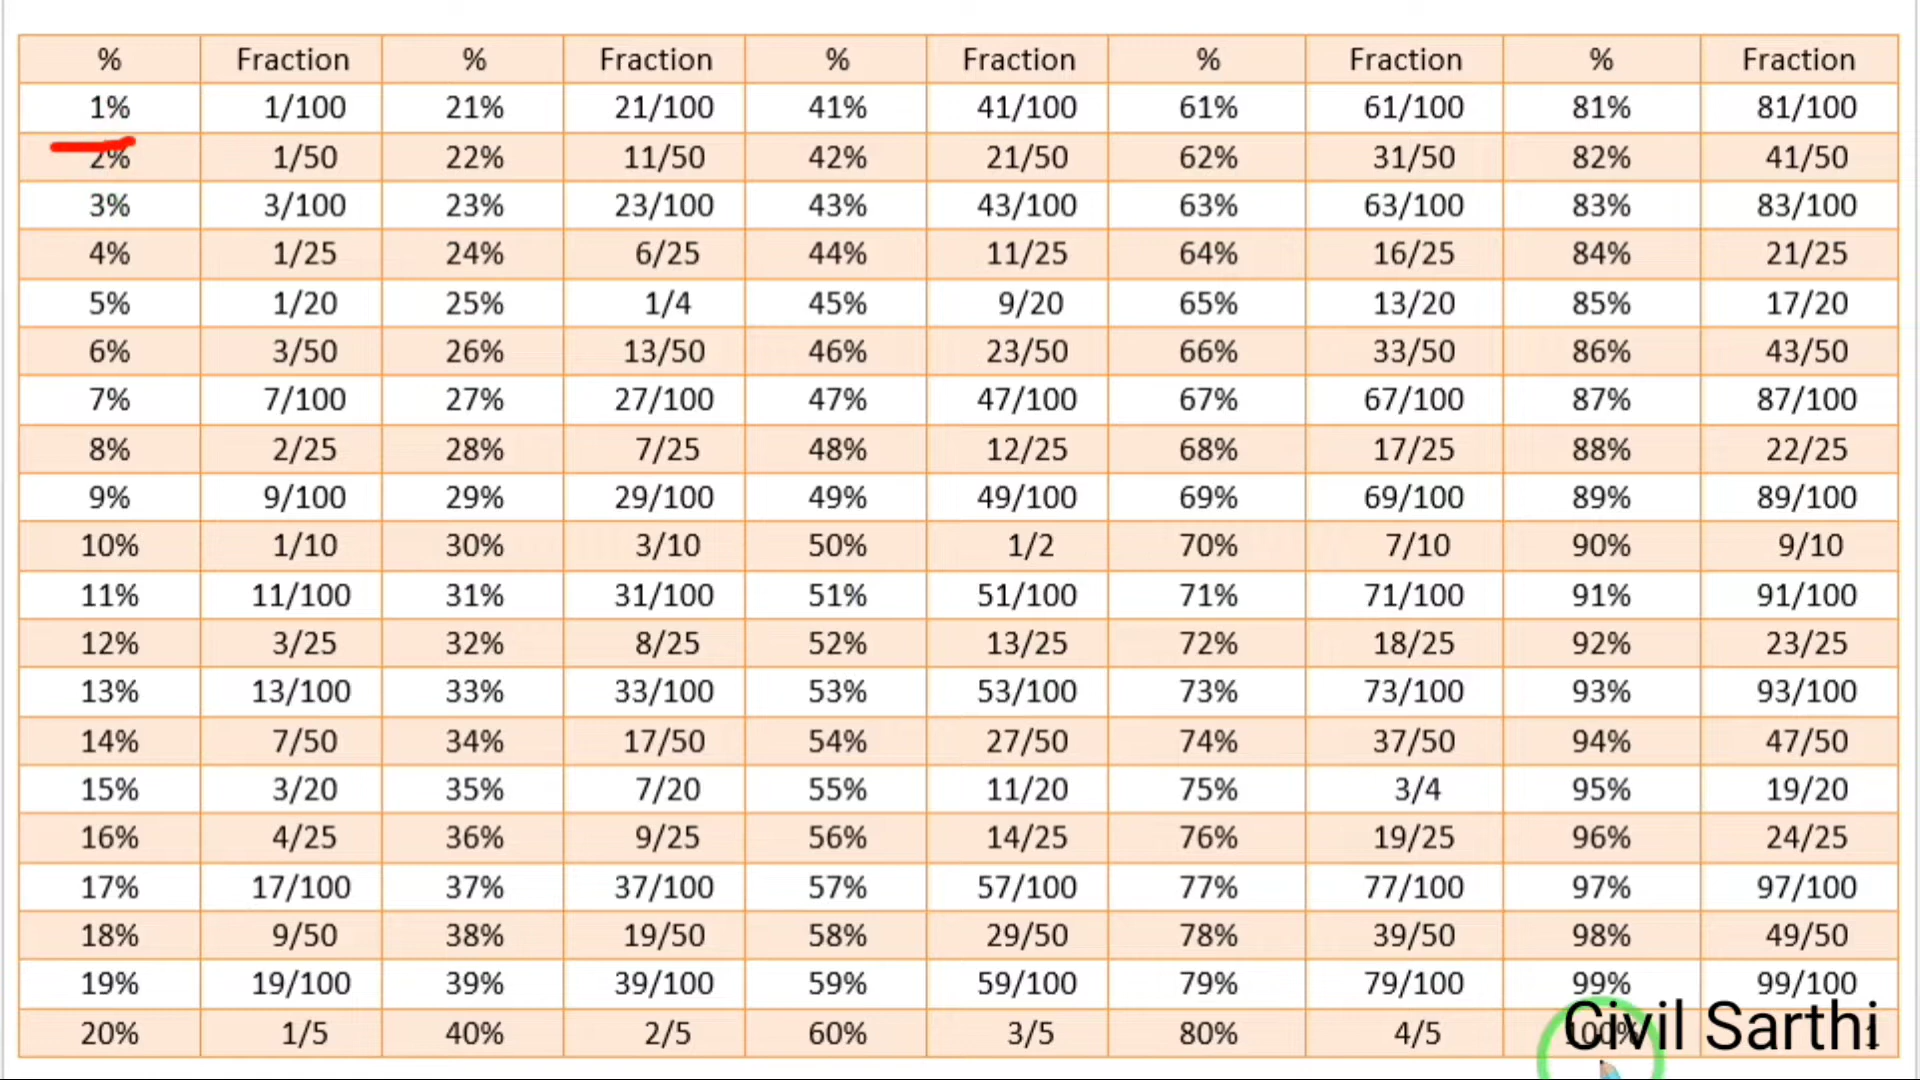 % Fraction % Fraction % Fraction % Fraction % Fraction
1% 1/100 21% 21/100 41% 41/100 61% 61/100 81% 81/100
2% 1/50 22% 11/50 42% 21/50 62% 31/50 82% 41/50
3% 3/100 23% 23/100 43% 43/100 63% 63/100 83% 83/100
4% 1/25 24% 6/25 44% 11/25 64% 16/25 84% 21/25
5% 1/20 25% 1/4 45% 9/20 65% 13/20 85% 17/20
6% 3/50 26% 13/50 46% 23/50 66% 33/50 86% 43/50
7% 7/100 27% 27/100 47% 47/100 67% 67/100 87% 87/100
8% 2/25 28% 7/25 48% 12/25 68% 17/25 88% 22/25
9% 9/100 29% 29/100 49% 49/100 69% 69/100 89% 89/100
10% 1/10 30% 3/10 50% 1/2 70% 7/10 90% 9/10
11% 11/100 31% 31/100 51% 51/100 71% 71/100 91% 91/100
12% 3/25 32% 8/25 52% 13/25 72% 18/25 92% 23/25
13% 13/100 33% 33/100 53% 53/100 73% 73/100 93% 93/100
14% 7/50 34% 17/50 54% 27/50 74% 37/50 94% 47/50
15% 3/20 35% 7/20 55% 11/20 75% 3/4 95% 19/20
16% 4/25 36% 9/25 56% 14/25 76% 19/25 96% 24/25
17% 17/100 37% 37/100 57% 57/100 77% 77/100 97% 97/100
18% 9/50 38% 19/50 58% 29/50 78% 39/50 98% 49/50
19% 19/100 39% 39/100 59% 59/100 79% 79/100 99% 99/100
20% 1/5 40% 2/5 60% 3/5 80% 4/5 100% 1
Civil Sarthi